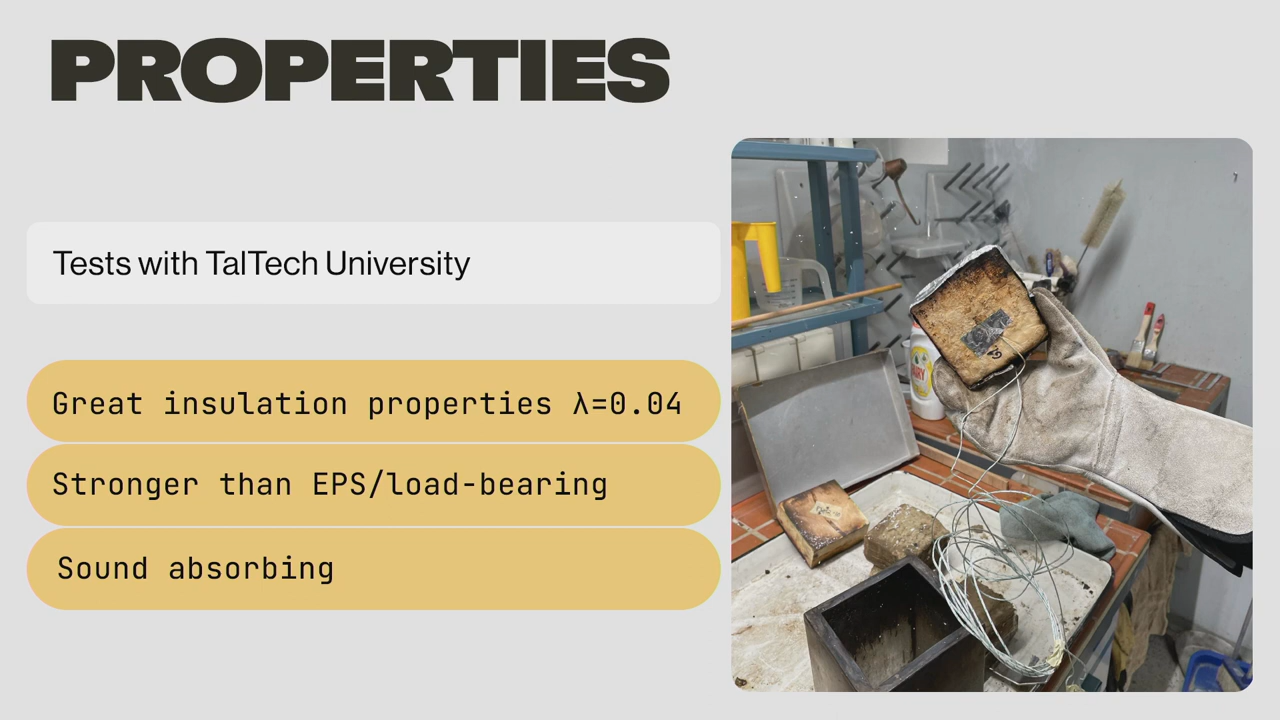 PROPERTIES
Tests with TalTech University
Great insulation properties λ=0.04
Stronger than EPS/load-bearing
Sound absorbing